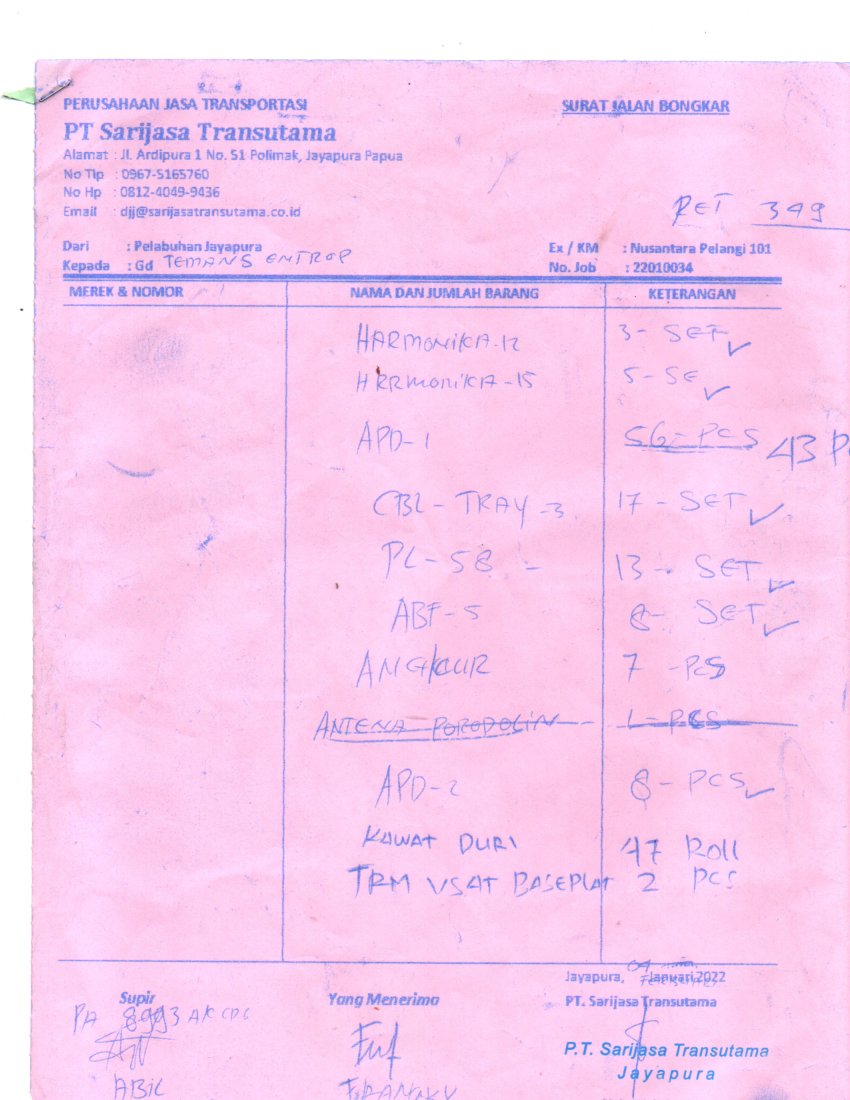 PERUSAHAAN JASA TRANSPORTASI
SURAT JALAN BONGKAR
PT Sarijasa Transutama
Alamat : Jl. Ardipura 1 No. 51 Polimak, Jayapura Papua
No Tlp : 0967-5165760
No Hp : 0812-4049-9436
Email : djj@sarijasatransutama.co.id
RET 349
Dari : Pelabuhan Jayapura
Ex / KM : Nusantara Pelangi 101
Kepada : Gd TEMANS ENTROP
No. Job : 22010034
MEREK & NOMOR NAMA DAN JUMLAH BARANG KETERANGAN
HARMONIKA-12 3- SET
HARMONIKA-15 5- SE
APD-1 56-PCS 43 P
CBL-TRAY-3 17-SET
PL-58 - 13-SET
ABF-5 8-SET
ANGKUR 7-PCS
ANTENA PORODOLIN 1-PCS
APD-2 8-PCS
KAWAT DURI 47 Roll
TRM VSAT BASEPLAT 2 PCS
Jayapura, 04 Januari 2022
Supir Yang Menerima PT. Sarijasa Transutama
PA 8993 AK
P.T. Sarijasa Transutama
Jayapura
ABIL